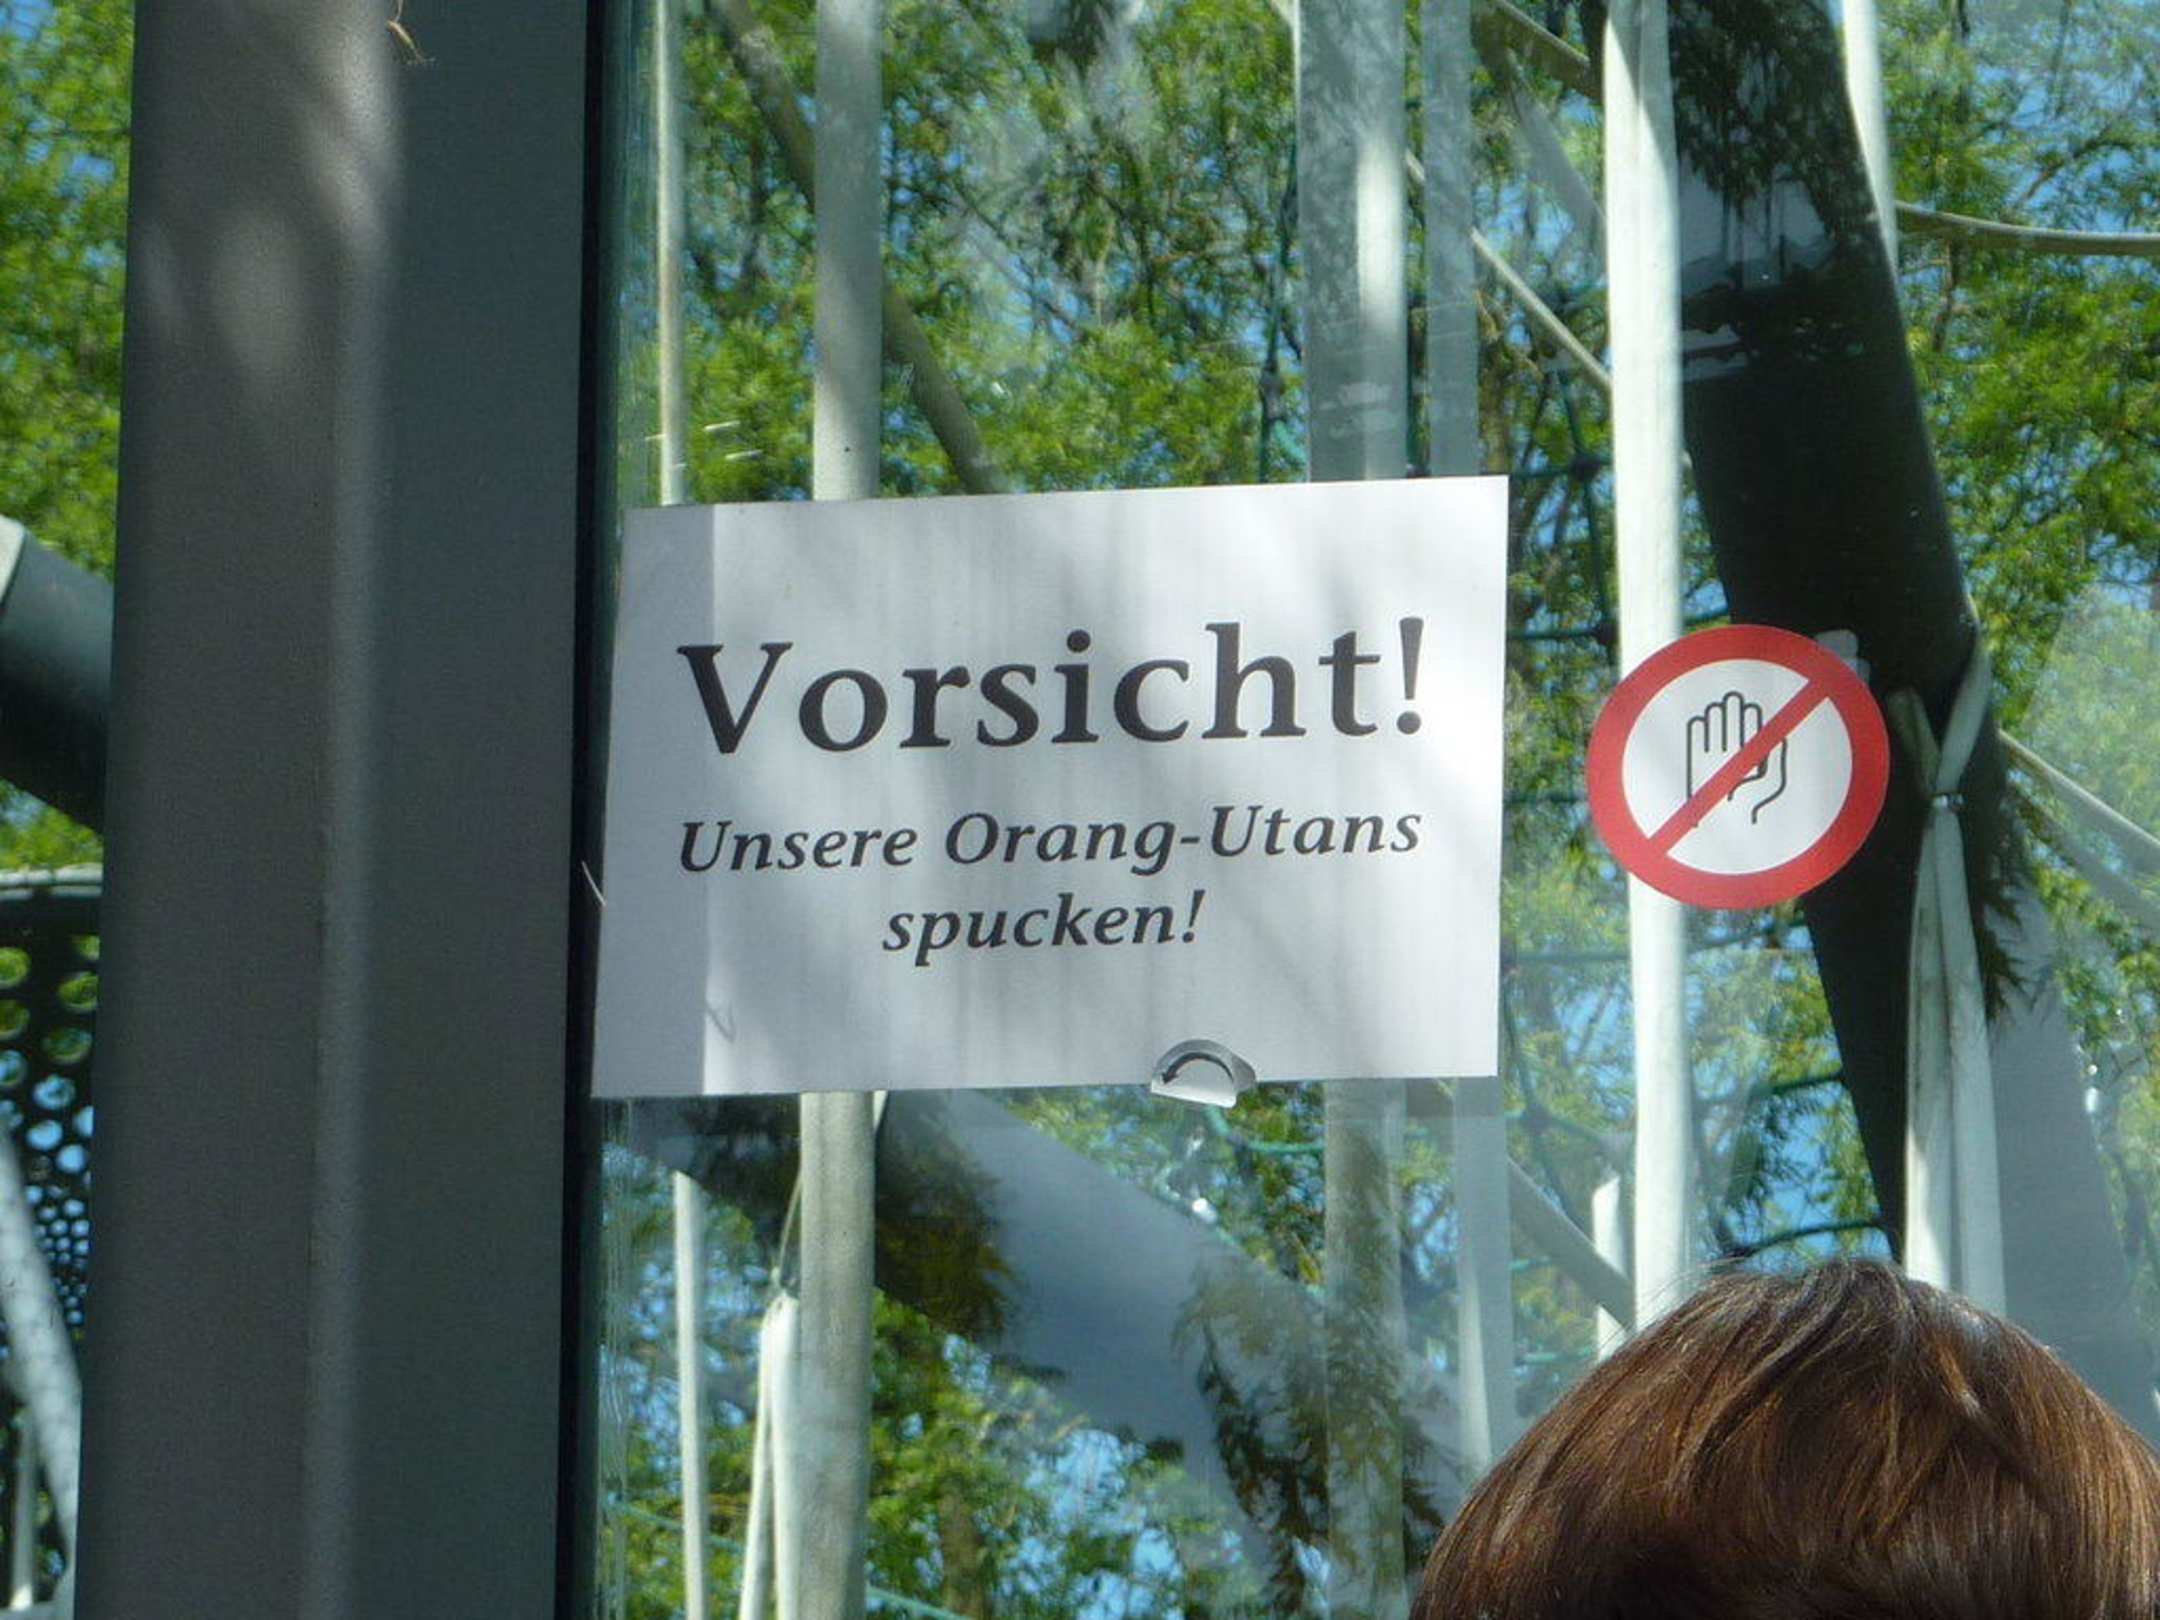 Vorsicht!
Unsere Orang-Utans
spucken!